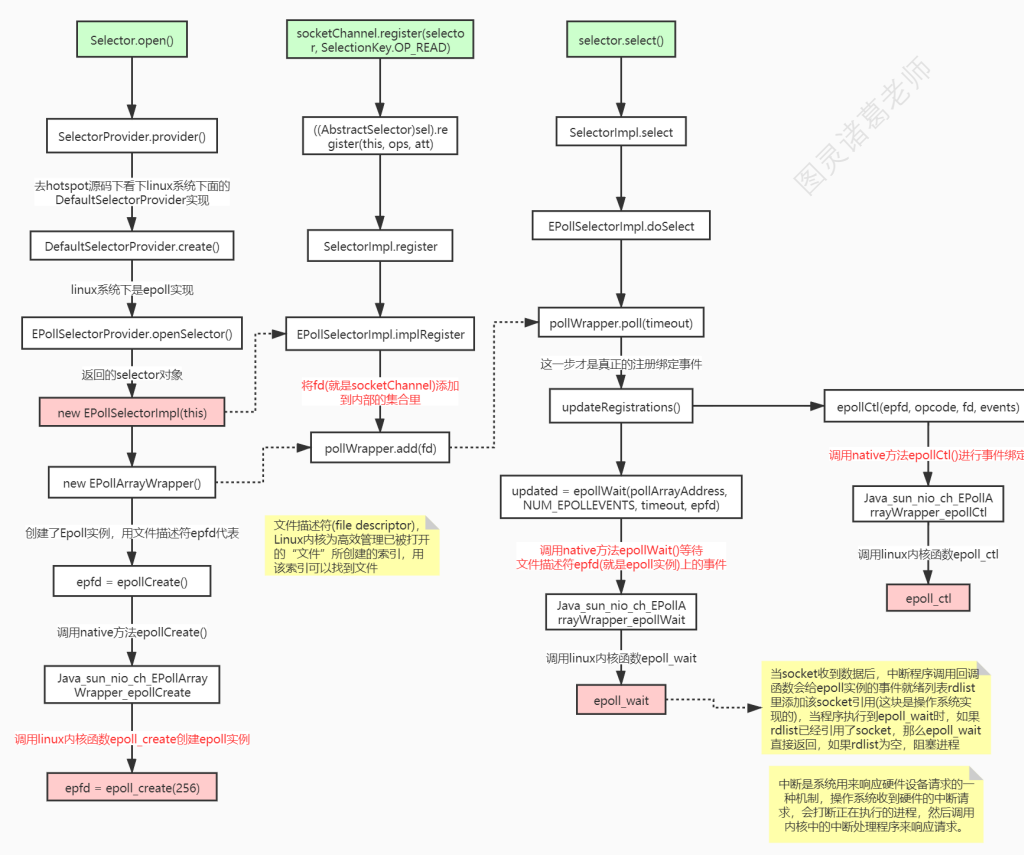 Selector.open()
SelectorProvider.provider()
去hotspot源码下看下linux系统下面的
DefaultSelectorProvider实现
DefaultSelectorProvider.create()
linux系统下是epoll实现
EPollSelectorProvider.openSelector()
返回的selector对象
new EPollSelectorImpl(this)
new EPollArrayWrapper()
创建了Epoll实例，用文件描述符epfd代表
epfd = epollCreate()
调用native方法epollCreate()
Java_sun_nio_ch_EPollArray
Wrapper_epollCreate
调用linux内核函数epoll_create创建epoll实例
epfd = epoll_create(256)
socketChannel.register(selecto
r, SelectionKey.OP_READ)
((AbstractSelector)sel).re
gister(this, ops, att)
SelectorImpl.register
EPollSelectorImpl.implRegister
将fd(就是socketChannel)添加
到内部的集合里
pollWrapper.add(fd)
文件描述符(file descriptor)，
Linux内核为高效管理已被打开
的“文件”所创建的索引，用
该索引可以找到文件
selector.select()
SelectorImpl.select
EPollSelectorImpl.doSelect
pollWrapper.poll(timeout)
这一步才是真正的注册绑定事件
updateRegistrations()
updated = epollWait(pollArrayAddress,
NUM_EPOLLEVENTS, timeout, epfd)
调用native方法epollWait()等待
文件描述符epfd(就是epoll实例)上的事件
Java_sun_nio_ch_EPollA
rrayWrapper_epollWait
调用linux内核函数epoll_wait
epoll_wait
epollCtl(epfd, opcode, fd, events)
调用native方法epollCtl()进行事件绑定
Java_sun_nio_ch_EPollA
rrayWrapper_epollCtl
调用linux内核函数epoll_ctl
epoll_ctl
当socket收到数据后，中断程序调用回调
函数会给epoll实例的事件就绪列表rdlist
里添加该socket引用(这块是操作系统实
现的)，当程序执行到epoll_wait时，如果
rdlist已经引用了socket，那么epoll_wait
直接返回，如果rdlist为空，阻塞进程
中断是系统用来响应硬件设备请求的一
种机制，操作系统收到硬件的中断请
求，会打断正在执行的进程，然后调用
内核中的中断处理程序来响应请求。
图灵诸葛老师